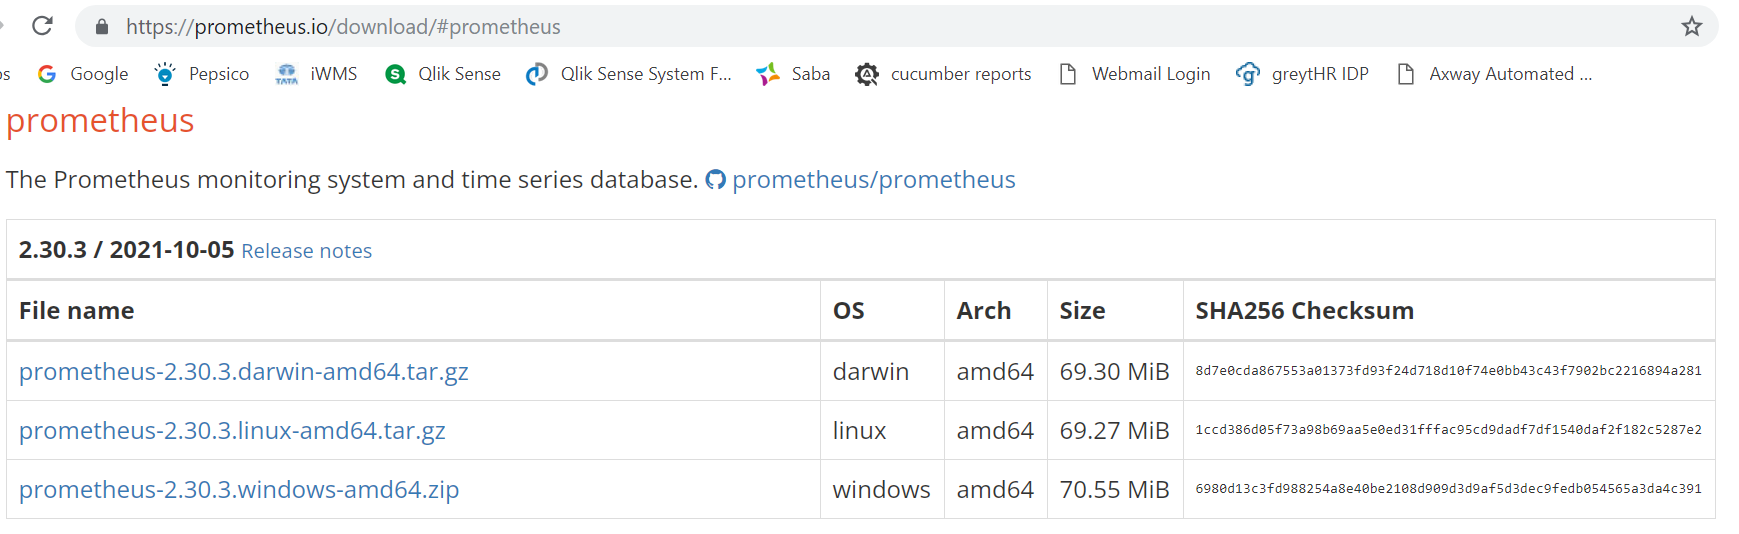 https://prometheus.io/download/#prometheus
os Google Pepsico TATA iWMS Qlik Sense Qlik Sense System F... Saba cucumber reports Webmail Login greytHR IDP Axway Automated ...
prometheus
The Prometheus monitoring system and time series database. prometheus/prometheus
2.30.3 / 2021-10-05 Release notes
File name OS Arch Size SHA256 Checksum
prometheus-2.30.3.darwin-amd64.tar.gz darwin amd64 69.30 MiB 8d7e0cda867553a01373fd93f24d718d10f74e0bb43c43f7902bc2216894a281
prometheus-2.30.3.linux-amd64.tar.gz linux amd64 69.27 MiB 1ccd386d05f73a98b69aa5e0ed31fffac95cd9dadf7df1540daf2f182c5287e2
prometheus-2.30.3.windows-amd64.zip windows amd64 70.55 MiB 6980d13c3fd988254a8e40be2108d909d3d9af5d3dec9fedb054565a3da4c391